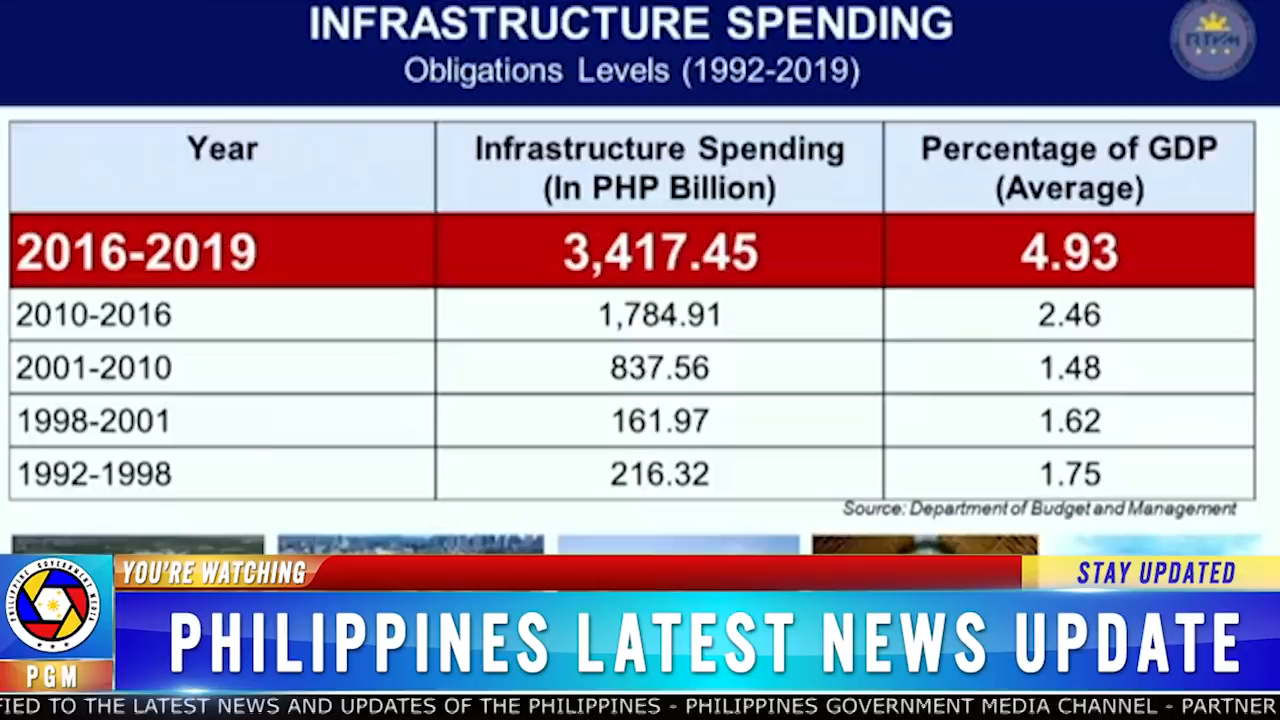 INFRASTRUCTURE SPENDING
Obligations Levels (1992-2019)
Year
Infrastructure Spending
(In PHP Billion)
Percentage of GDP
(Average)
2016-2019 3,417.45 4.93
2010-2016 1,784.91 2.46
2001-2010 837.56 1.48
1998-2001 161.97 1.62
1992-1998 216.32 1.75
Source: Department of Budget and Management
PHILIPPINE GOVERNMENT MEDIA
PGM
YOU'RE WATCHING
STAY UPDATED
PHILIPPINES LATEST NEWS UPDATE
FIED TO THE LATEST NEWS AND UPDATES OF THE PHILIPPINES - PHILIPPINES GOVERNMENT MEDIA CHANNEL - PARTNER